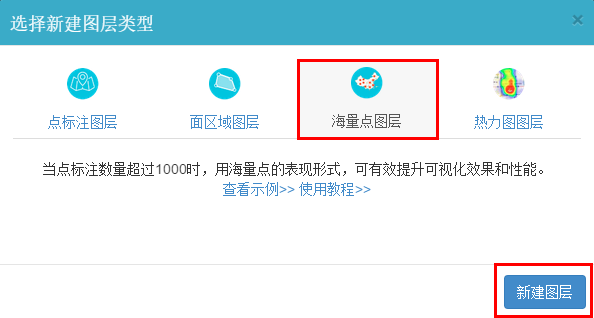 选择新建图层类型
×
点标注图层 面区域图层 海量点图层 热力图图层
当点标注数量超过1000时，用海量点的表现形式，可有效提升可视化效果和性能。
查看示例>> 使用教程>>
新建图层